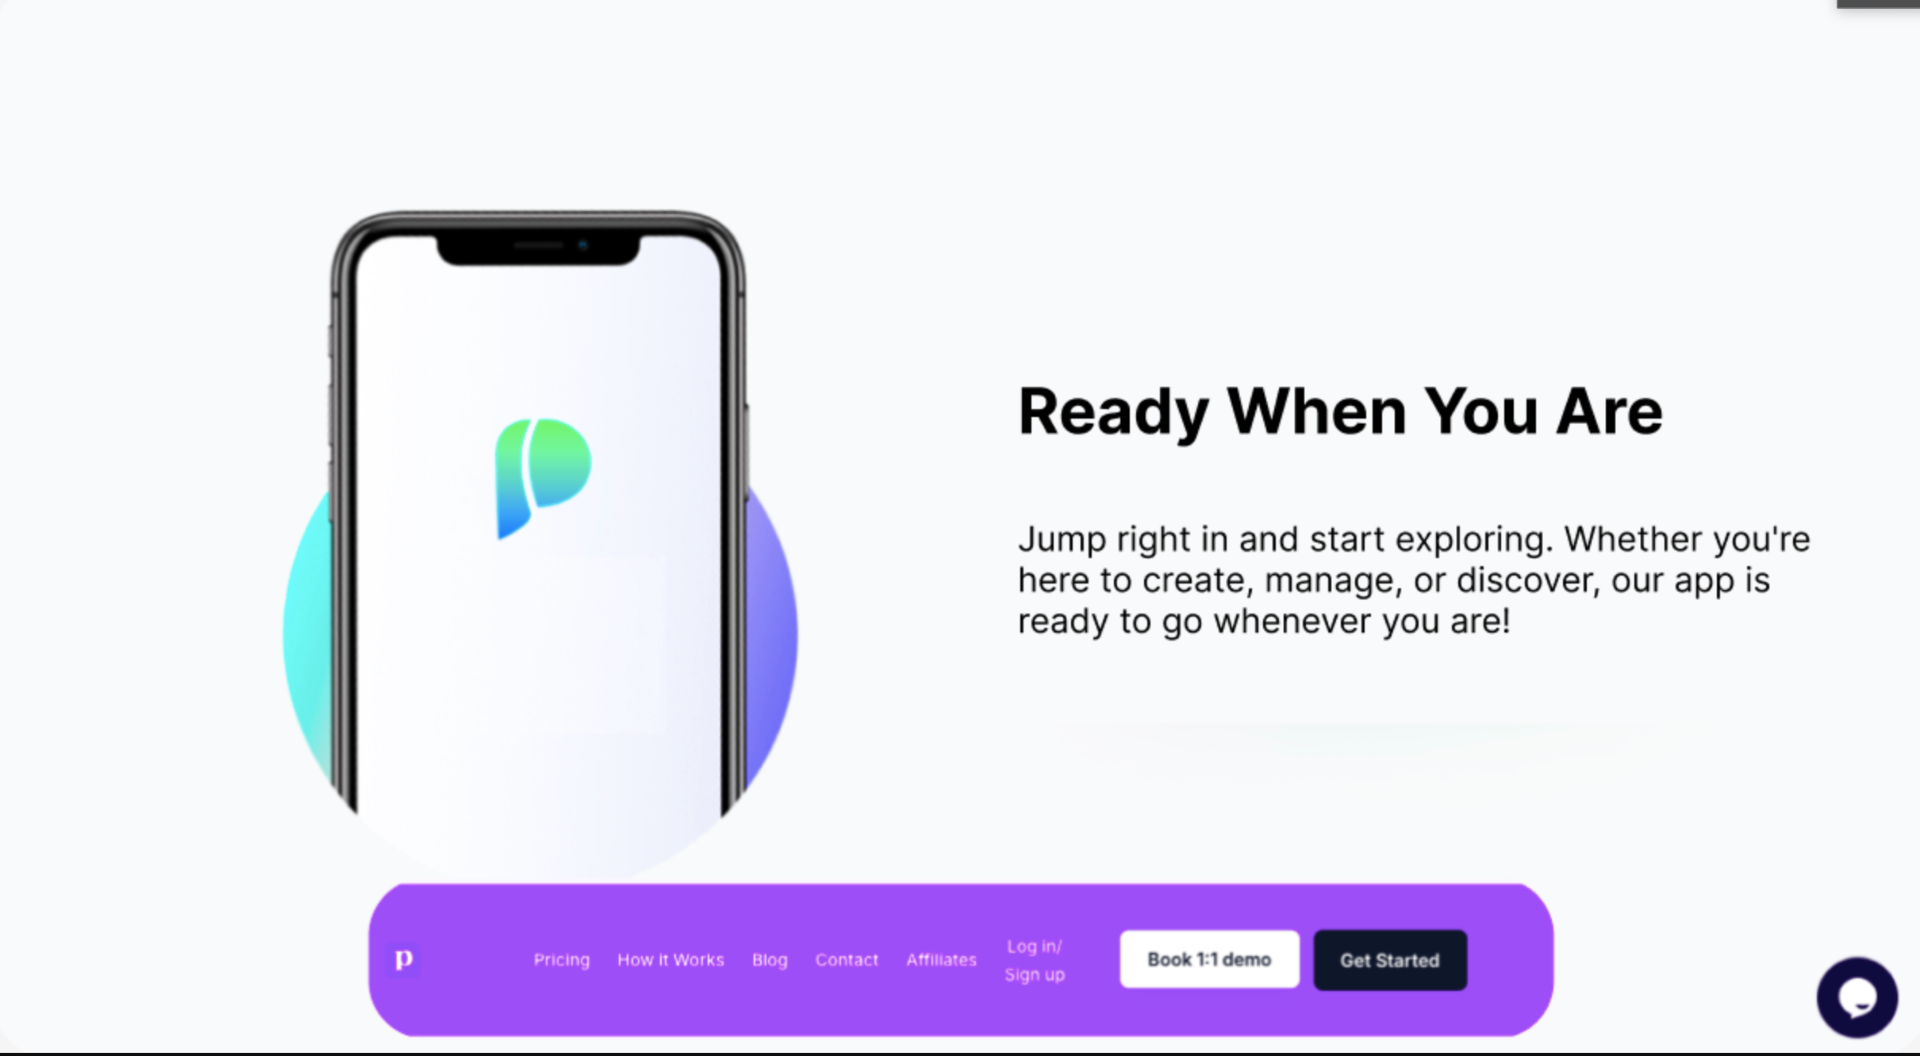 Ready When You Are
Jump right in and start exploring. Whether you're
here to create, manage, or discover, our app is
ready to go whenever you are!
p
Pricing How It Works Blog Contact Affiliates Log in/
Sign up
Book 1:1 demo
Get Started